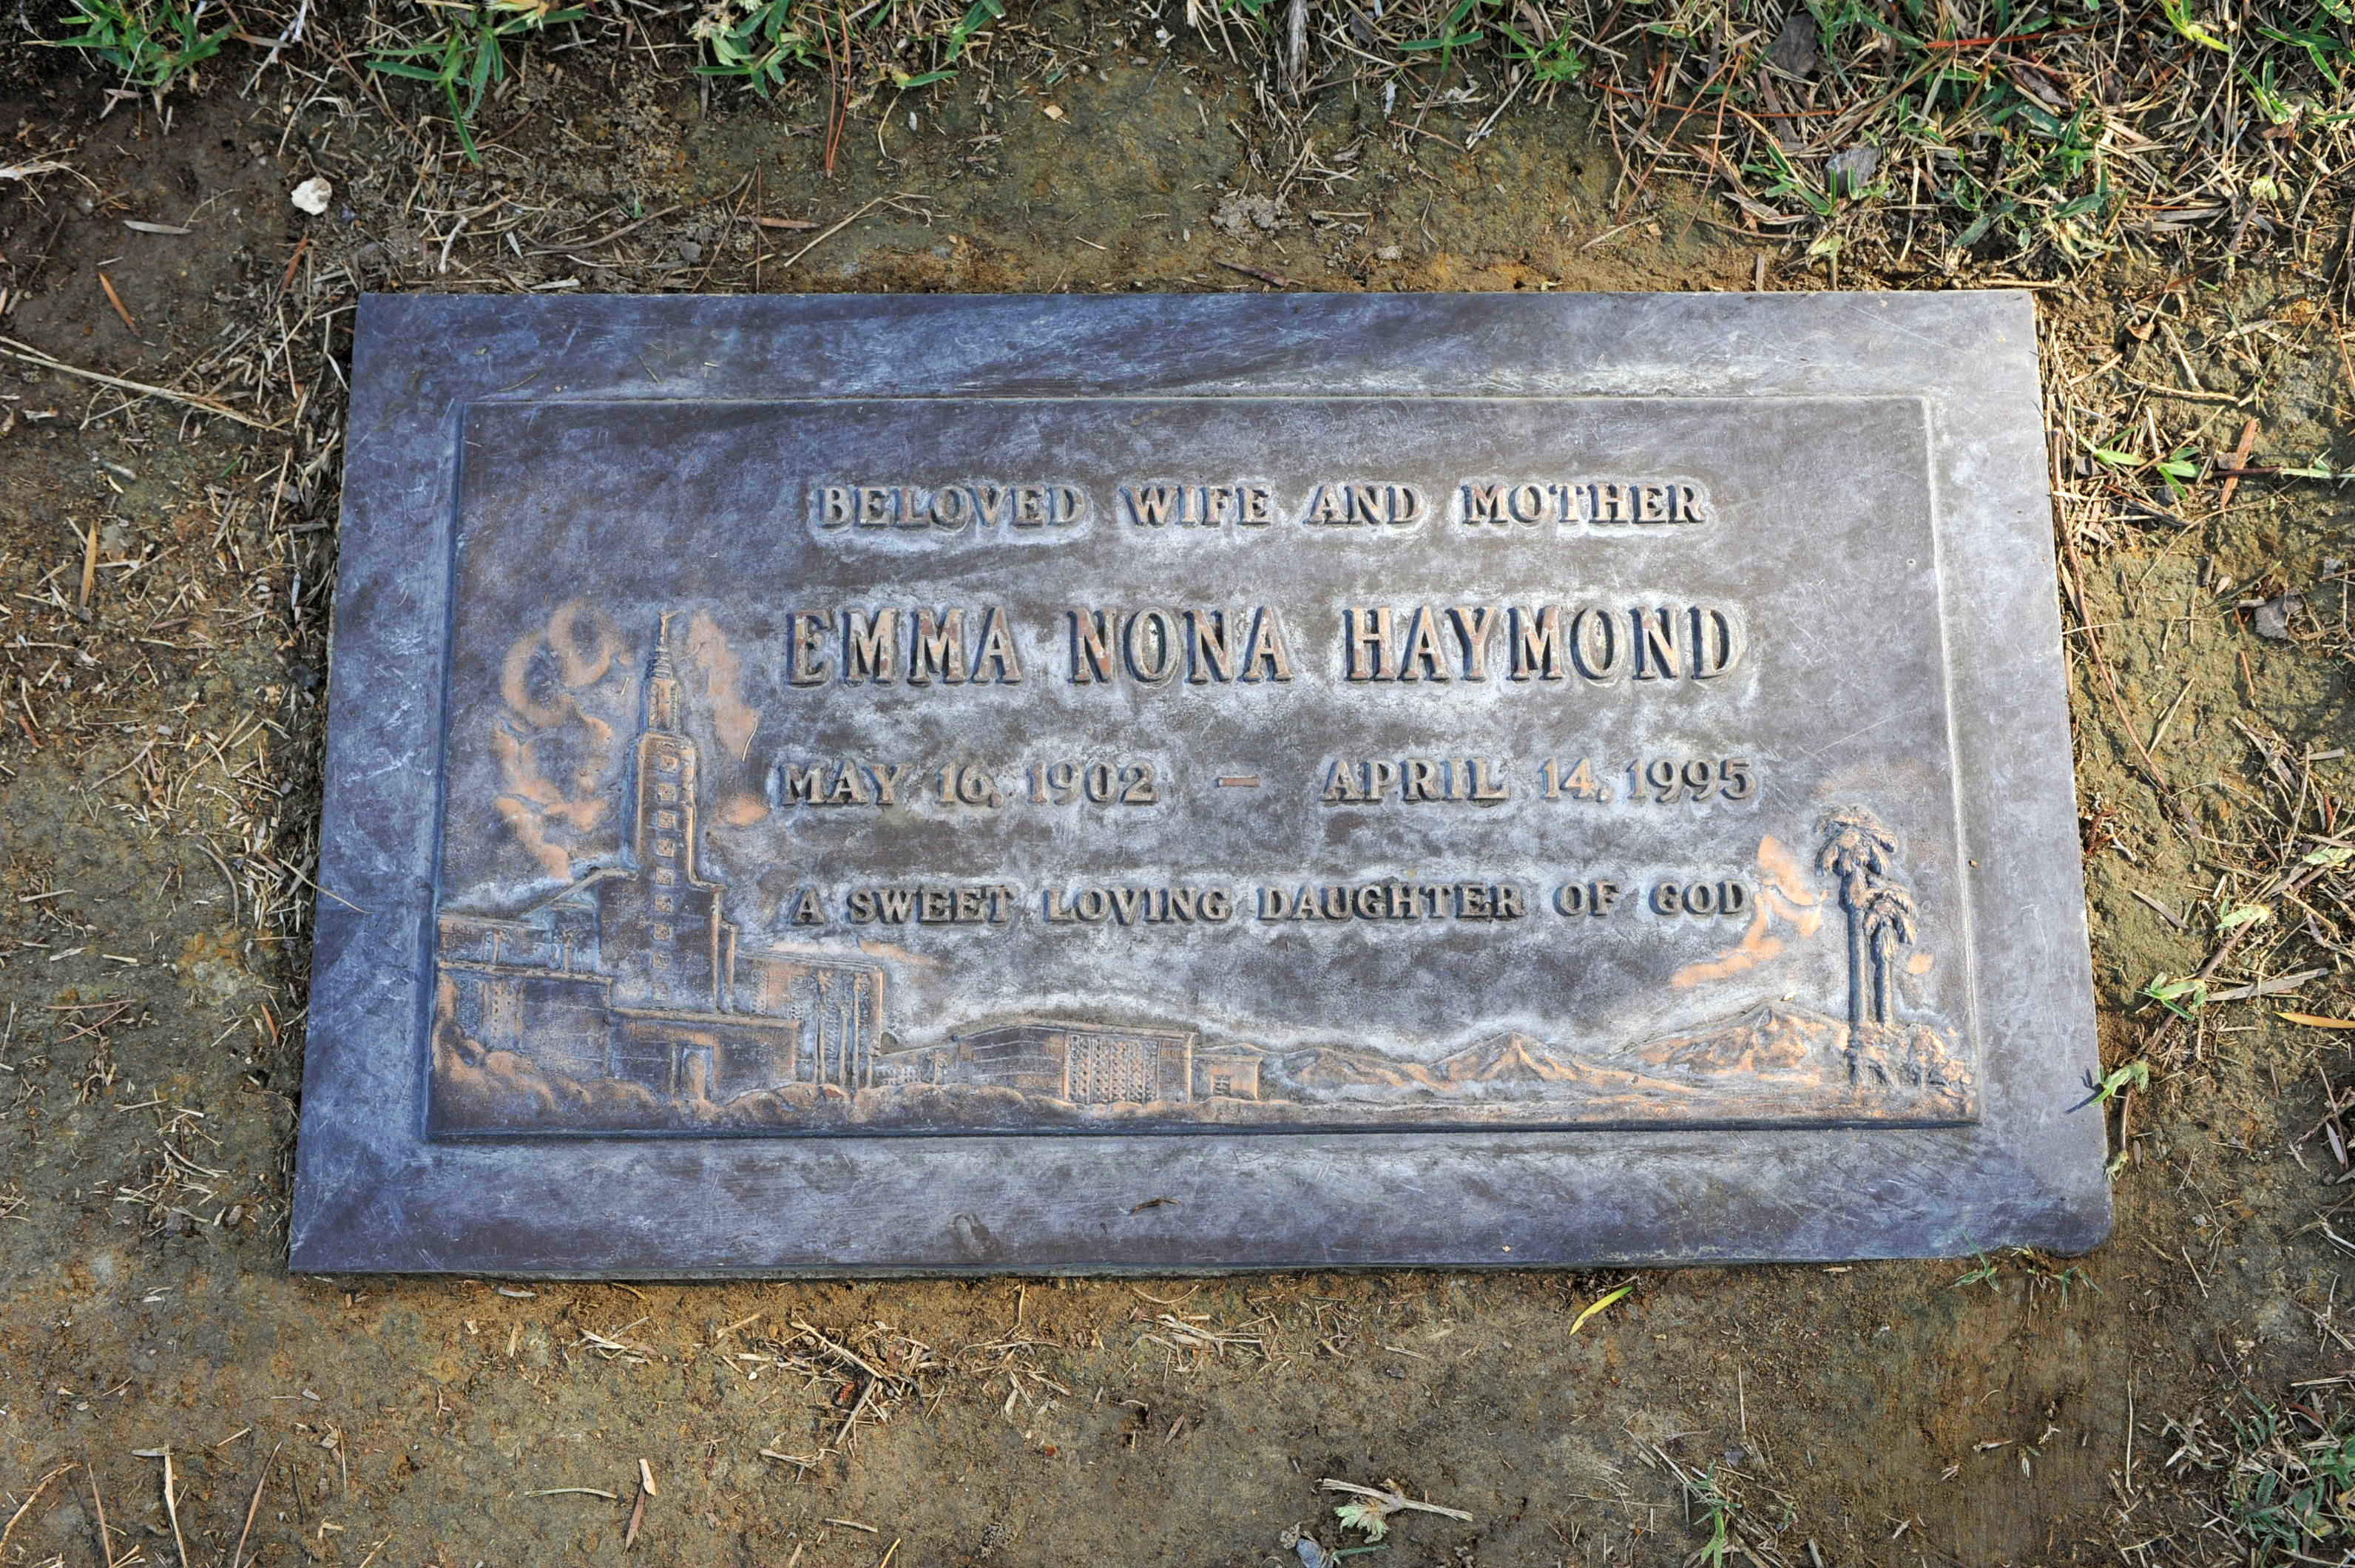 BELOVED WIFE AND MOTHER
EMMA NONA HAYMOND
MAY 16, 1902 — APRIL 14, 1995
A SWEET LOVING DAUGHTER OF GOD